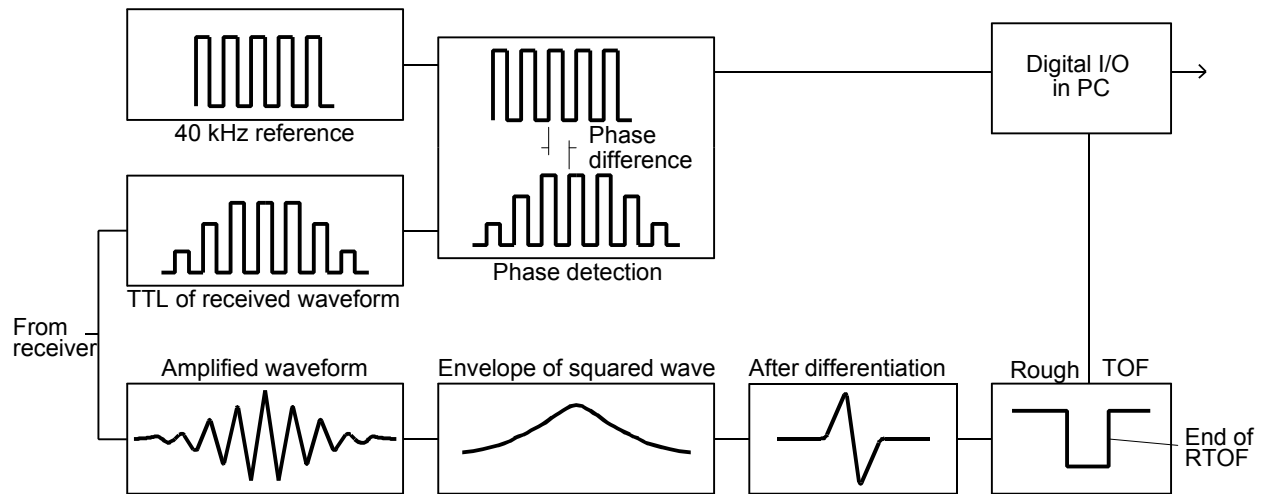 40 kHz reference
Phase
difference
Digital I/O
in PC
TTL of received waveform
Phase detection
From
receiver
Amplified waveform
Envelope of squared wave
After differentiation
Rough TOF
End of
RTOF